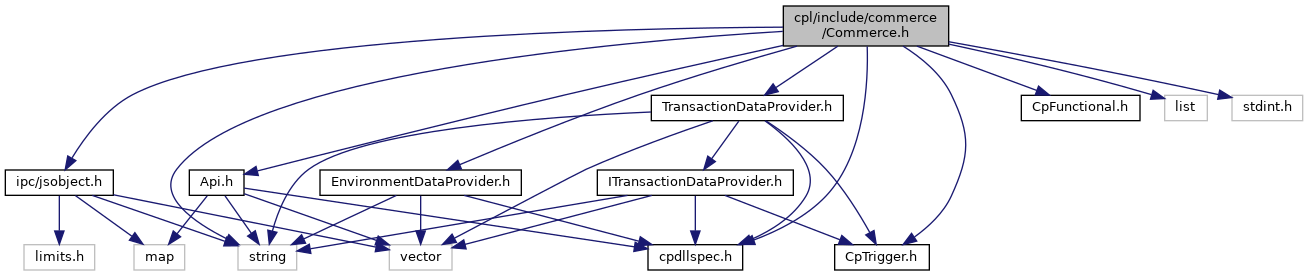 cpl/include/commerce
/Commerce.h
TransactionDataProvider.h
CpFunctional.h
list
stdint.h
ipc/jsobject.h
Api.h
EnvironmentDataProvider.h
ITransactionDataProvider.h
limits.h
map
string
vector
cpdllspec.h
CpTrigger.h